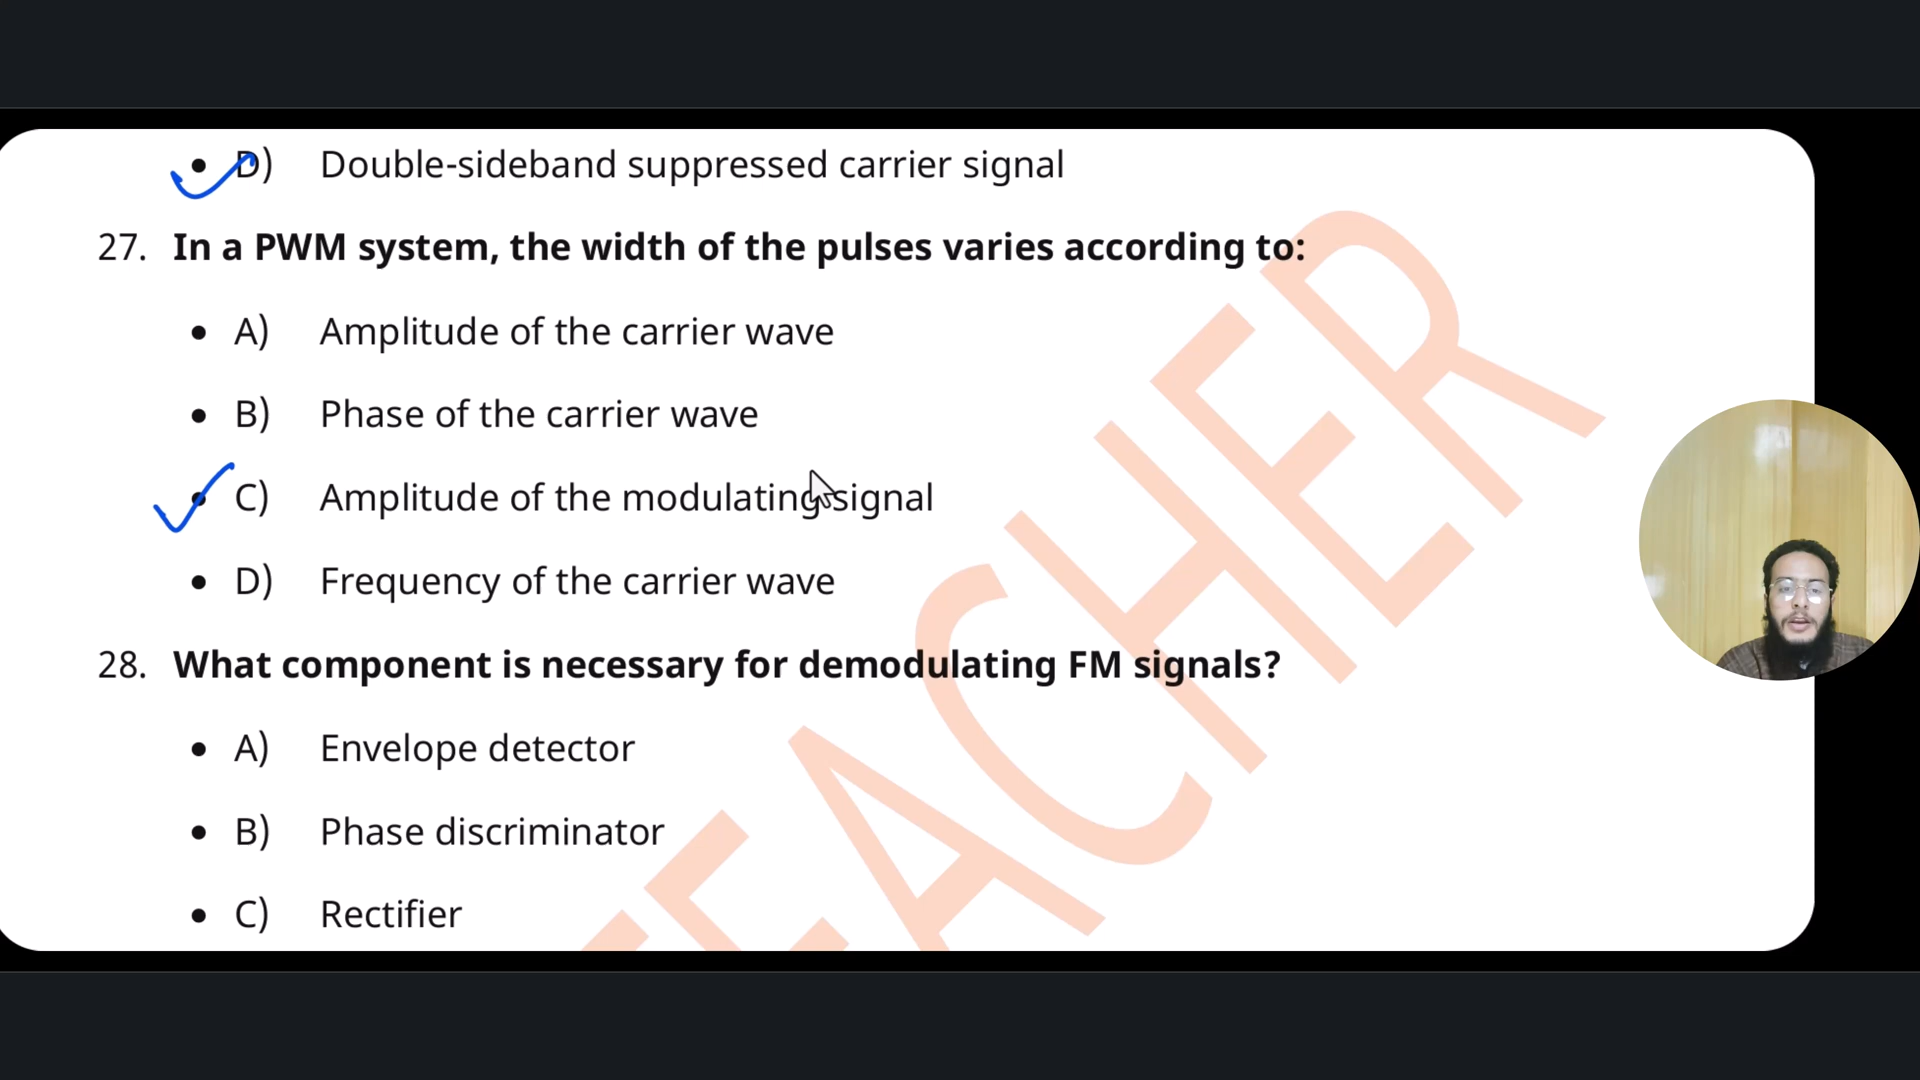 • D) Double-sideband suppressed carrier signal
27. In a PWM system, the width of the pulses varies according to:
• A) Amplitude of the carrier wave
• B) Phase of the carrier wave
• C) Amplitude of the modulating signal
• D) Frequency of the carrier wave
28. What component is necessary for demodulating FM signals?
• A) Envelope detector
• B) Phase discriminator
• C) Rectifier
TEACHER